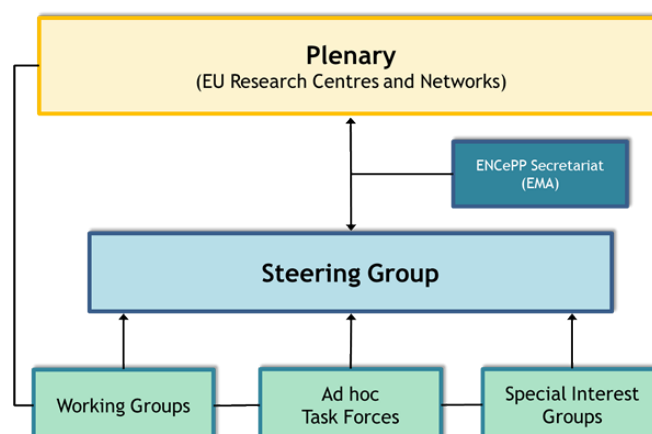 Plenary
(EU Research Centres and Networks)
ENCePP Secretariat
(EMA)
Steering Group
Working Groups
Ad hoc
Task Forces
Special Interest
Groups